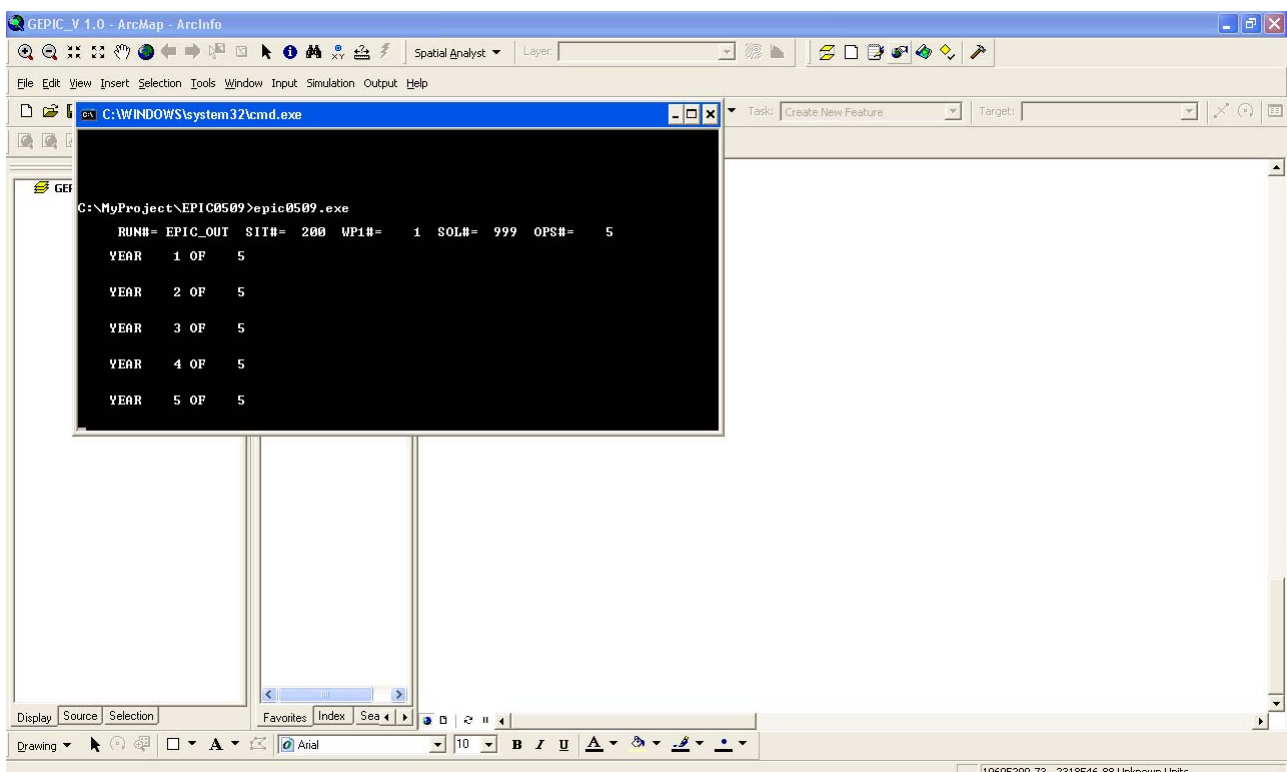 GEPIC_V 1.0 - ArcMap - ArcInfo
Spatial Analyst Layer:
File Edit View Insert Selection Tools Window Input Simulation Output Help
C:\WINDOWS\system32\cmd.exe
Task: Create New Feature Target:
C:\MyProject\EPIC0509>epic0509.exe
RUN#= EPIC_OUT SIT#= 200 WP1#= 1 SOL#= 999 OPS#= 5
YEAR 1 OF 5
YEAR 2 OF 5
YEAR 3 OF 5
YEAR 4 OF 5
YEAR 5 OF 5
Display Source Selection
Favorites Index Sea
Drawing A Arial 10 B I U A